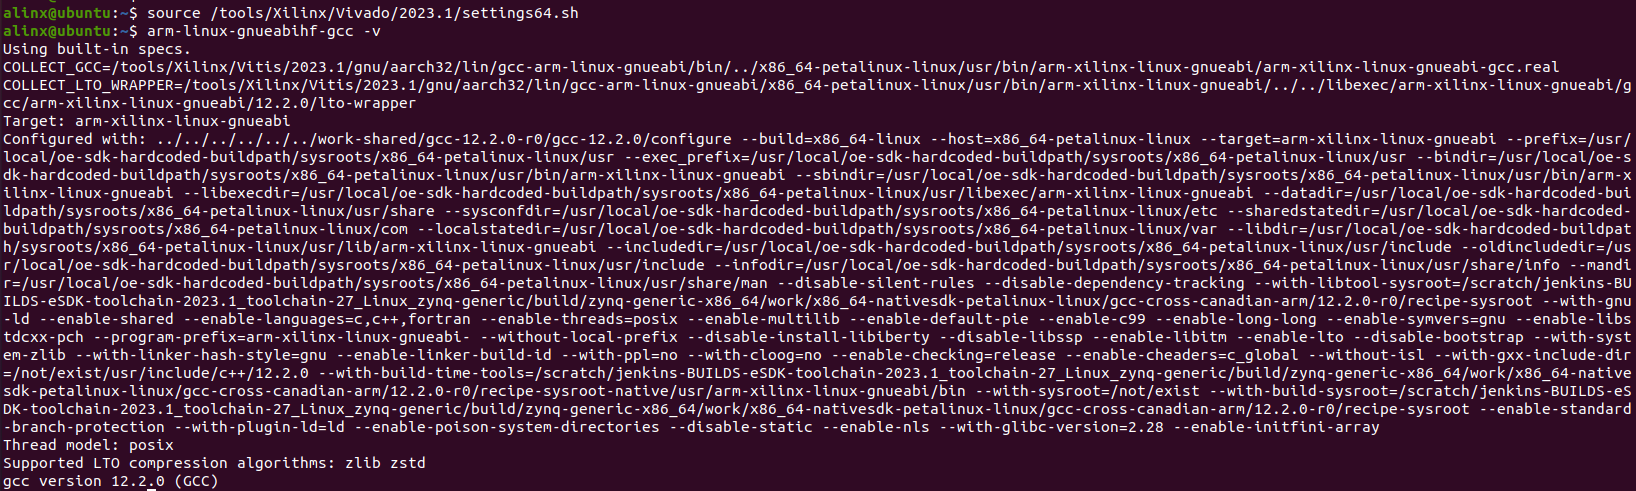 alinx@ubuntu:~$ source /tools/Xilinx/Vivado/2023.1/settings64.sh
alinx@ubuntu:~$ arm-linux-gnueabihf-gcc -v
Using built-in specs.
COLLECT_GCC=/tools/Xilinx/Vitis/2023.1/gnu/aarch32/lin/gcc-arm-linux-gnueabi/bin/../x86_64-petalinux-linux/usr/bin/arm-xilinx-linux-gnueabi/arm-xilinx-linux-gnueabi-gcc.real
COLLECT_LTO_WRAPPER=/tools/Xilinx/Vitis/2023.1/gnu/aarch32/lin/gcc-arm-linux-gnueabi/x86_64-petalinux-linux/usr/bin/arm-xilinx-linux-gnueabi/../../libexec/arm-xilinx-linux-gnueabi/g
cc/arm-xilinx-linux-gnueabi/12.2.0/lto-wrapper
Target: arm-xilinx-linux-gnueabi
Configured with: ../../../../../../work-shared/gcc-12.2.0-r0/gcc-12.2.0/configure --build=x86_64-linux --host=x86_64-petalinux-linux --target=arm-xilinx-linux-gnueabi --prefix=/usr/
local/oe-sdk-hardcoded-buildpath/sysroots/x86_64-petalinux-linux/usr --exec_prefix=/usr/local/oe-sdk-hardcoded-buildpath/sysroots/x86_64-petalinux-linux/usr --bindir=/usr/local/oe-s
dk-hardcoded-buildpath/sysroots/x86_64-petalinux-linux/usr/bin/arm-xilinx-linux-gnueabi --sbindir=/usr/local/oe-sdk-hardcoded-buildpath/sysroots/x86_64-petalinux-linux/usr/bin/arm-x
ilinx-linux-gnueabi --libexecdir=/usr/local/oe-sdk-hardcoded-buildpath/sysroots/x86_64-petalinux-linux/usr/libexec/arm-xilinx-linux-gnueabi --datadir=/usr/local/oe-sdk-hardcoded-bui
ldpath/sysroots/x86_64-petalinux-linux/usr/share --sysconfdir=/usr/local/oe-sdk-hardcoded-buildpath/sysroots/x86_64-petalinux-linux/etc --sharedstatedir=/usr/local/oe-sdk-hardcoded-
buildpath/sysroots/x86_64-petalinux-linux/com --localstatedir=/usr/local/oe-sdk-hardcoded-buildpath/sysroots/x86_64-petalinux-linux/var --libdir=/usr/local/oe-sdk-hardcoded-buildpat
h/sysroots/x86_64-petalinux-linux/usr/lib/arm-xilinx-linux-gnueabi --includedir=/usr/local/oe-sdk-hardcoded-buildpath/sysroots/x86_64-petalinux-linux/usr/include --oldincludedir=/us
r/local/oe-sdk-hardcoded-buildpath/sysroots/x86_64-petalinux-linux/usr/include --infodir=/usr/local/oe-sdk-hardcoded-buildpath/sysroots/x86_64-petalinux-linux/usr/share/info --mandi
r=/usr/local/oe-sdk-hardcoded-buildpath/sysroots/x86_64-petalinux-linux/usr/share/man --disable-silent-rules --disable-dependency-tracking --with-libtool-sysroot=/scratch/jenkins-BU
ILDS-eSDK-toolchain-2023.1_toolchain-27_Linux_zynq-generic/build/zynq-generic-x86_64/work/x86_64-nativesdk-petalinux-linux/gcc-cross-canadian-arm/12.2.0-r0/recipe-sysroot --with-gnu
-ld --enable-shared --enable-languages=c,c++,fortran --enable-threads=posix --enable-multilib --enable-default-pie --enable-c99 --enable-long-long --enable-symvers=gnu --enable-libs
tdcxx-pch --program-prefix=arm-xilinx-linux-gnueabi- --without-local-prefix --disable-install-libiberty --disable-libssp --enable-libitm --enable-lto --disable-bootstrap --with-syst
em-zlib --with-linker-hash-style=gnu --enable-linker-build-id --with-ppl=no --with-cloog=no --enable-checking=release --enable-cheaders=c_global --without-isl --with-gxx-include-dir
=/not/exist/usr/include/c++/12.2.0 --with-build-time-tools=/scratch/jenkins-BUILDS-eSDK-toolchain-2023.1_toolchain-27_Linux_zynq-generic/build/zynq-generic-x86_64/work/x86_64-native
sdk-petalinux-linux/gcc-cross-canadian-arm/12.2.0-r0/recipe-sysroot-native/usr/arm-xilinx-linux-gnueabi/bin --with-sysroot=/not/exist --with-build-sysroot=/scratch/jenkins-BUILDS-eS
DK-toolchain-2023.1_toolchain-27_Linux_zynq-generic/build/zynq-generic-x86_64/work/x86_64-nativesdk-petalinux-linux/gcc-cross-canadian-arm/12.2.0-r0/recipe-sysroot --enable-standard
-branch-protection --with-plugin-ld=ld --enable-poison-system-directories --disable-static --enable-nls --with-glibc-version=2.28 --enable-initfini-array
Thread model: posix
Supported LTO compression algorithms: zlib zstd
gcc version 12.2.0 (GCC)